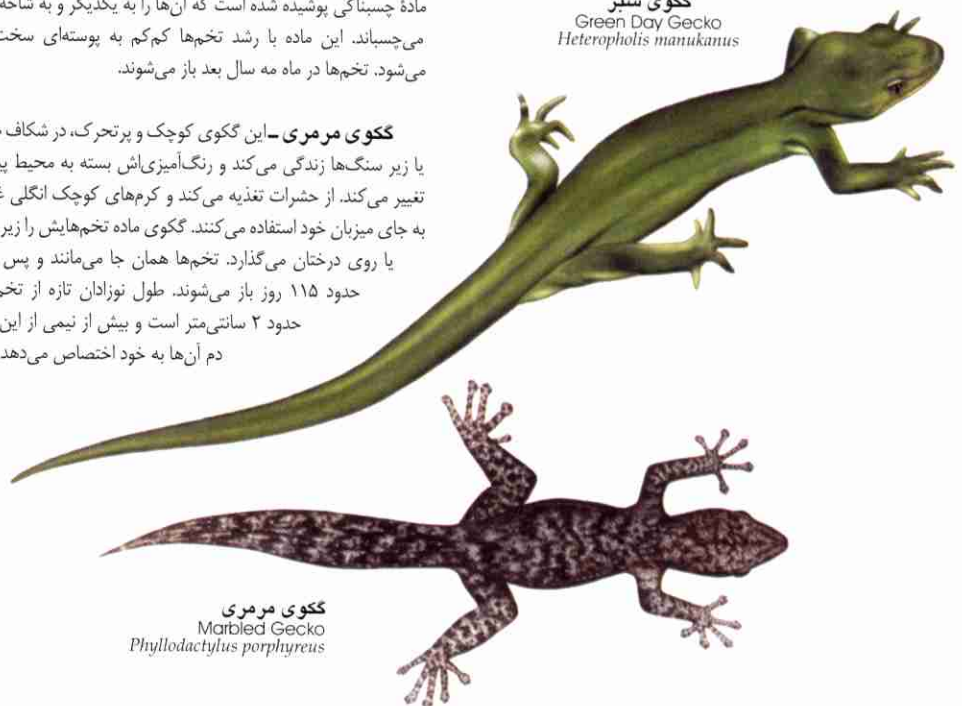 مادهٔ چسبناکی پوشیده شده است که آن‌ها را به یکدیگر و به شاخه
می‌چسباند. این ماده با رشد تخم‌ها کم‌کم به پوسته‌ای سخت
می‌شود. تخم‌ها در ماه مه سال بعد باز می‌شوند.
گکوی سبز
Green Day Gecko
Heteropholis manukanus
گکوی مرمری ـ این گکوی کوچک و پرتحرک، در شکاف
یا زیر سنگ‌ها زندگی می‌کند و رنگ‌آمیزی‌اش بسته به محیط
تغییر می‌کند. از حشرات تغذیه می‌کند و کرم‌های کوچک انگلی
به جای میزبان خود استفاده می‌کنند. گکوی ماده تخم‌هایش را زیر
یا روی درختان می‌گذارد. تخم‌ها همان جا می‌مانند و پس
حدود ۱۱۵ روز باز می‌شوند. طول نوزادان تازه از تخم
حدود ۲ سانتی‌متر است و بیش از نیمی از این
دم آن‌ها به خود اختصاص می‌دهد
گکوی مرمری
Marbled Gecko
Phyllodactylus porphyreus